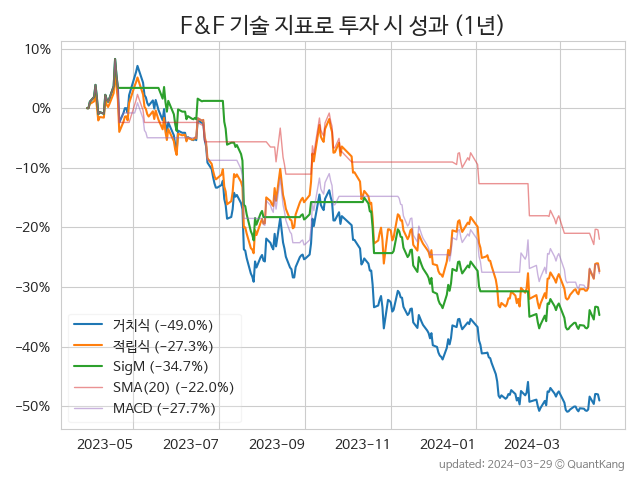 F&F 기술 지표로 투자 시 성과 (1년)
10%
0%
−10%
−20%
−30%
−40%
−50%
거치식 (−49.0%)
적립식 (−27.3%)
SigM (−34.7%)
SMA(20) (−22.0%)
MACD (−27.7%)
2023−05 2023−07 2023−09 2023−11 2024−01 2024−03
updated: 2024−03−29 © QuantKang